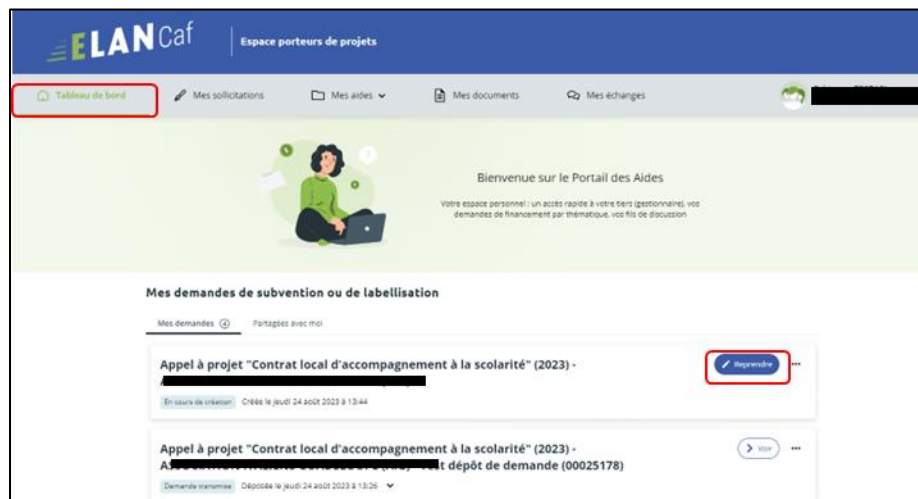 ELAN Caf
Espace porteurs de projets
Tableau de bord
Mes sollicitations
Mes aides
Mes documents
Mes échanges
Bienvenue sur le Portail des Aides
Votre espace personnel : un accès rapide à votre tiers (gestionnaire), vos
demandes de financement par thématique, vos fils de discussion
Mes demandes de subvention ou de labellisation
Mes demandes 4
Partagées avec moi
Appel à projet "Contrat local d'accompagnement à la scolarité" (2023) -
Reprendre
En cours de création Créée le jeudi 24 août 2023 à 13:44
Appel à projet "Contrat local d'accompagnement à la scolarité" (2023) -
Voir
dépôt de demande (00025178)
Demande transmise Déposée le jeudi 24 août 2023 à 13:26